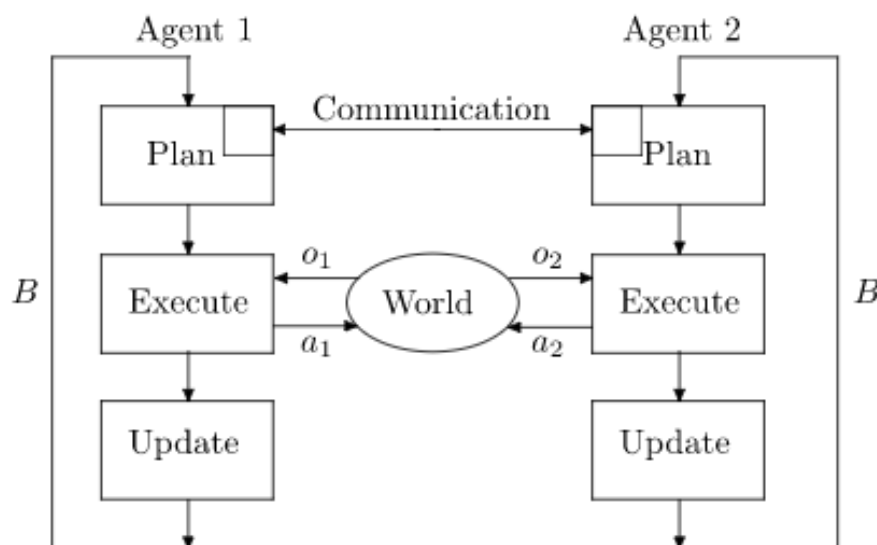 Agent 1 Agent 2
Communication
Plan Plan
o₁ o₂
B Execute World Execute B
a₁ a₂
Update Update